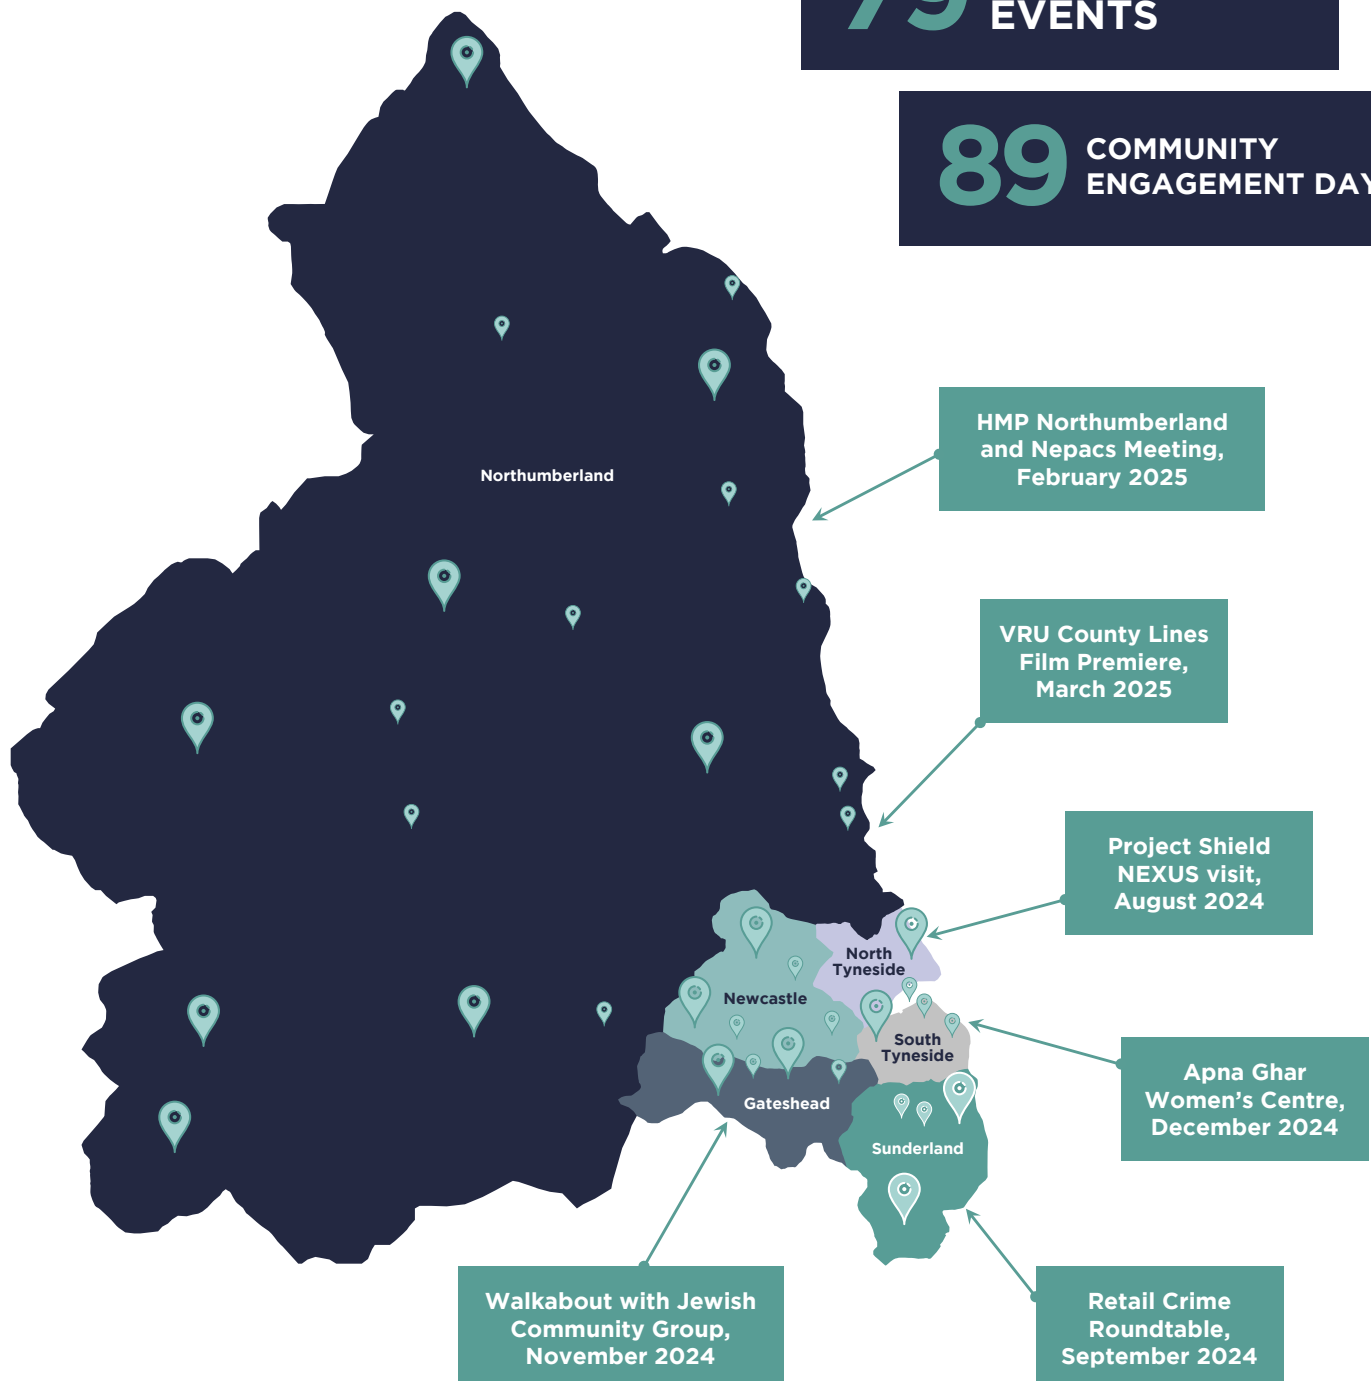 79
EVENTS
89
COMMUNITY
ENGAGEMENT DAY
HMP Northumberland
and Nepacs Meeting,
February 2025
Northumberland
VRU County Lines
Film Premiere,
March 2025
Project Shield
NEXUS visit,
August 2024
North
Tyneside
Newcastle
South
Tyneside
Apna Ghar
Women’s Centre,
December 2024
Gateshead
Sunderland
Walkabout with Jewish
Community Group,
November 2024
Retail Crime
Roundtable,
September 2024